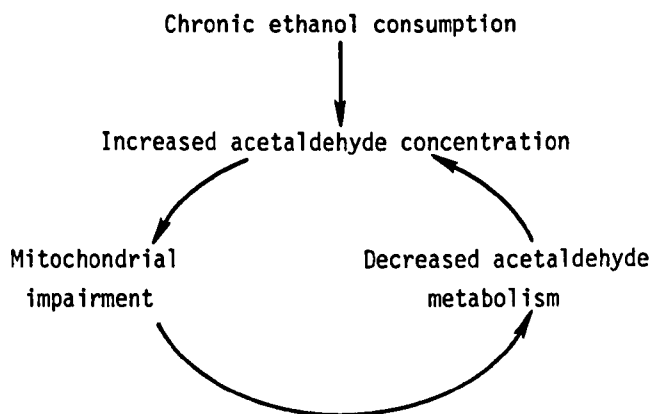 Chronic ethanol consumption
Increased acetaldehyde concentration
Mitochondrial
impairment
Decreased acetaldehyde
metabolism